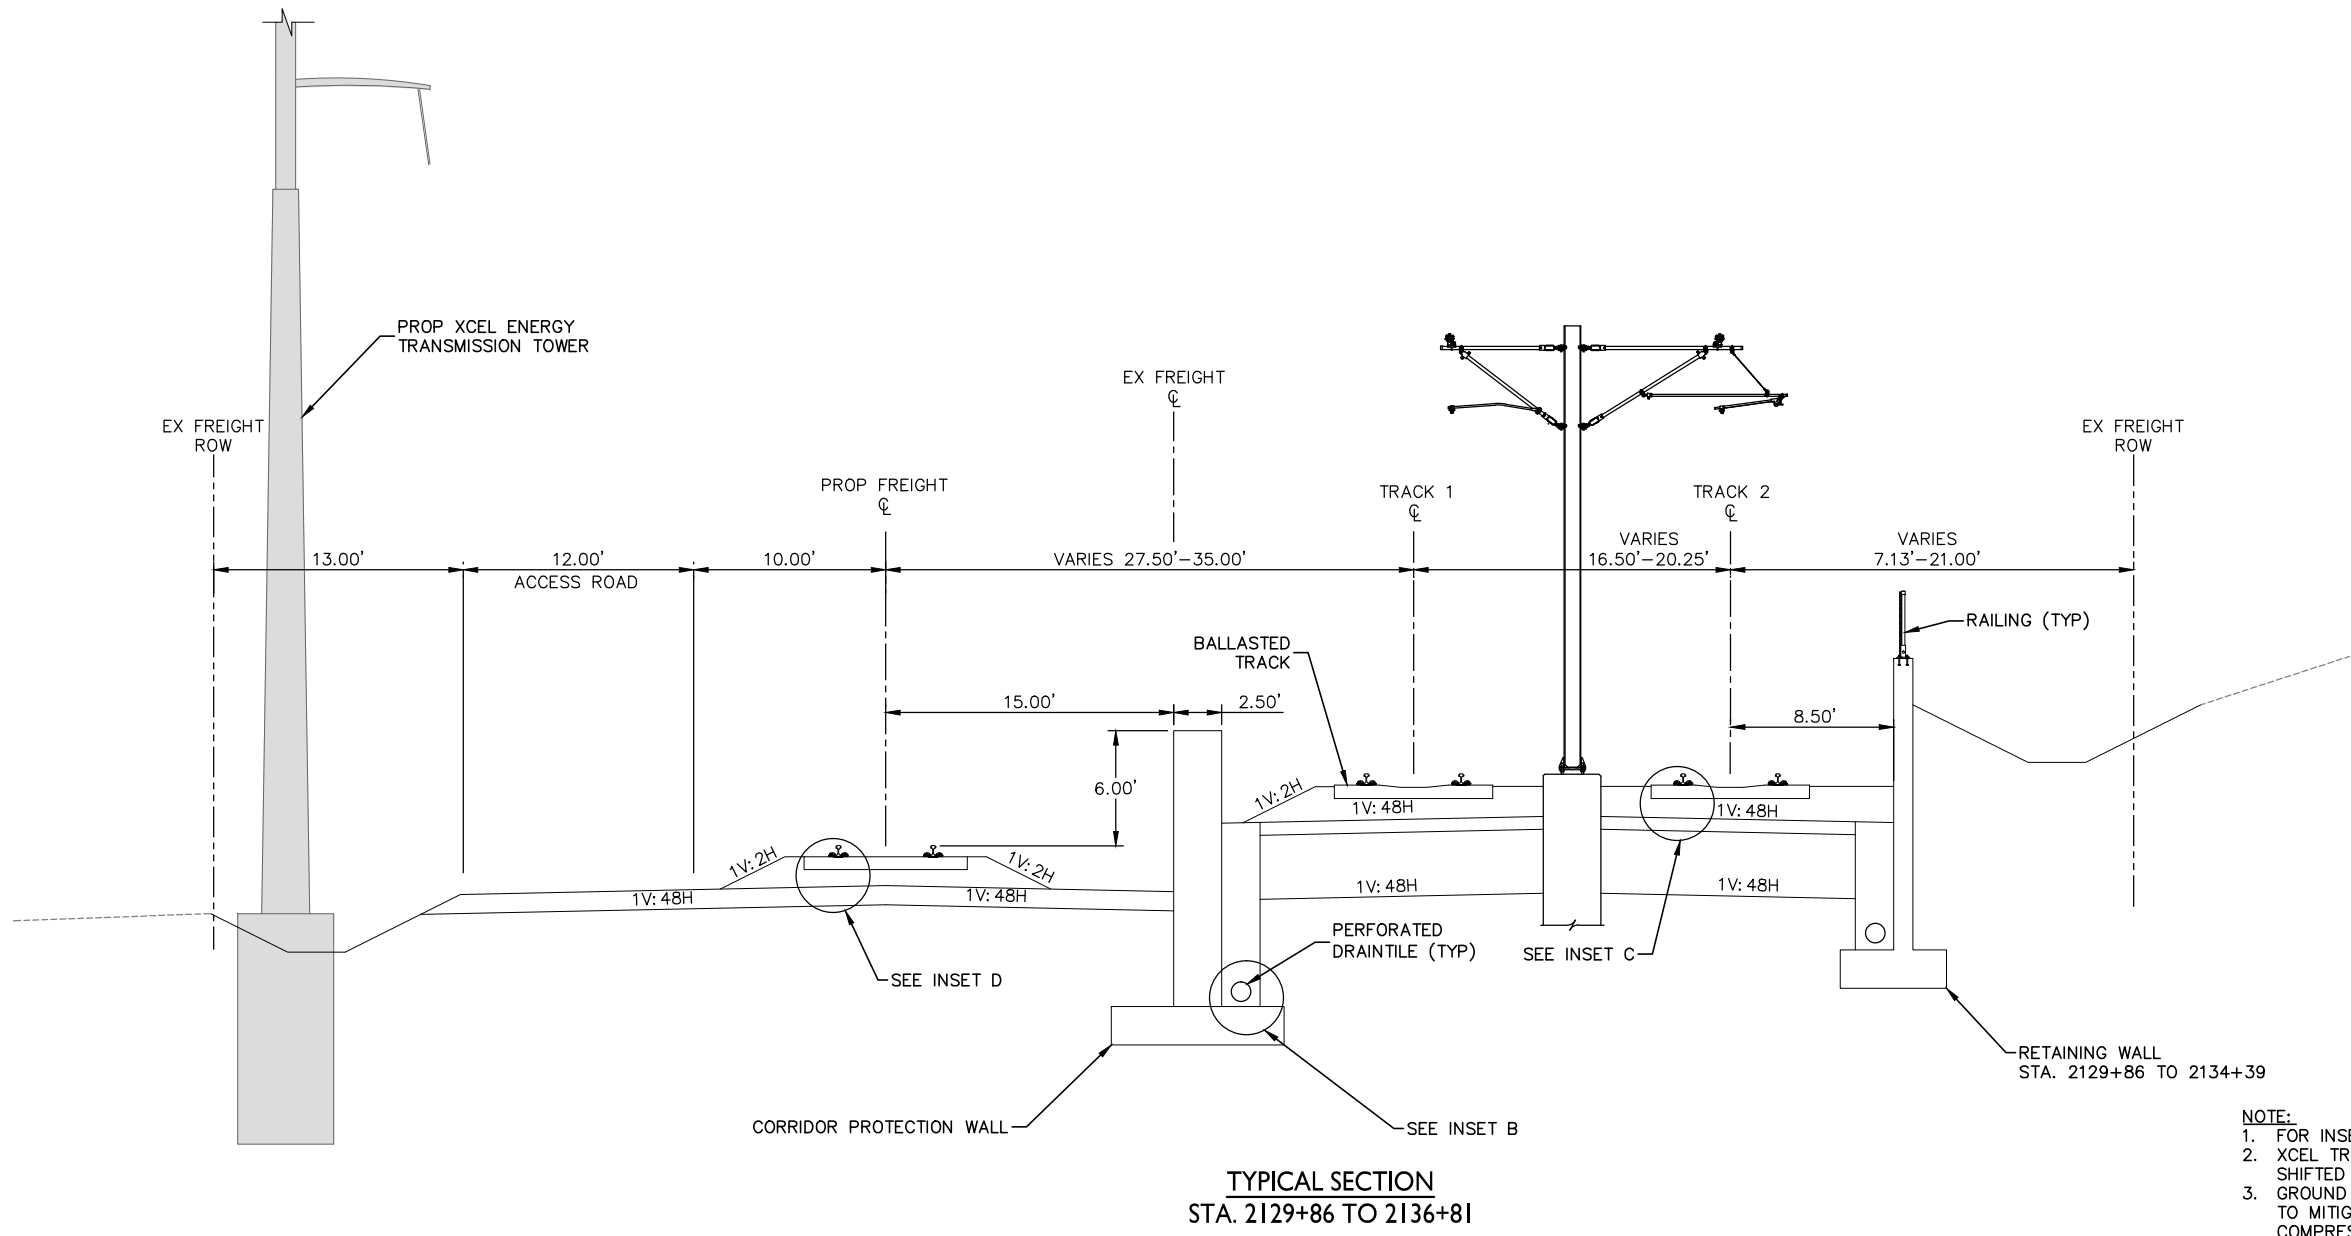 PROP XCEL ENERGY
TRANSMISSION TOWER
EX FREIGHT
ROW
EX FREIGHT
℄
PROP FREIGHT
℄
TRACK 1
℄
TRACK 2
℄
EX FREIGHT
ROW
13.00'
12.00'
ACCESS ROAD
10.00'
VARIES 27.50'-35.00'
VARIES
16.50'-20.25'
VARIES
7.13'-21.00'
RAILING (TYP)
BALLASTED
TRACK
15.00'
2.50'
8.50'
6.00'
1V:2H
1V:48H
1V:48H
1V:2H
1V:2H
1V:48H
1V:48H
1V:48H
1V:48H
SEE INSET D
PERFORATED
DRAINTILE (TYP)
SEE INSET C
RETAINING WALL
STA. 2129+86 TO 2134+39
CORRIDOR PROTECTION WALL
SEE INSET B
TYPICAL SECTION
STA. 2129+86 TO 2136+81
NOTE:
1. FOR
2. XCEL
SHIFTED
3. GROUND
TO